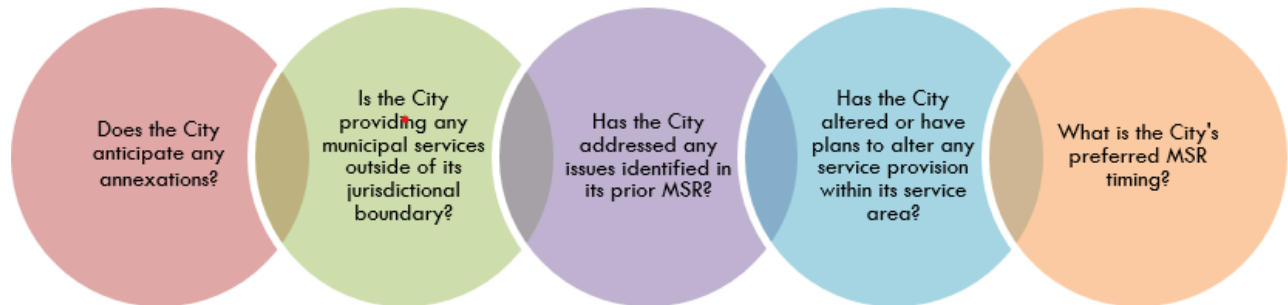 Does the City
anticipate any
annexations?
Is the City
providing any
municipal services
outside of its
jurisdictional
boundary?
Has the City
addressed any
issues identified in
its prior MSR?
Has the City
altered or have
plans to alter any
service provision
within its service
area?
What is the City's
preferred MSR
timing?